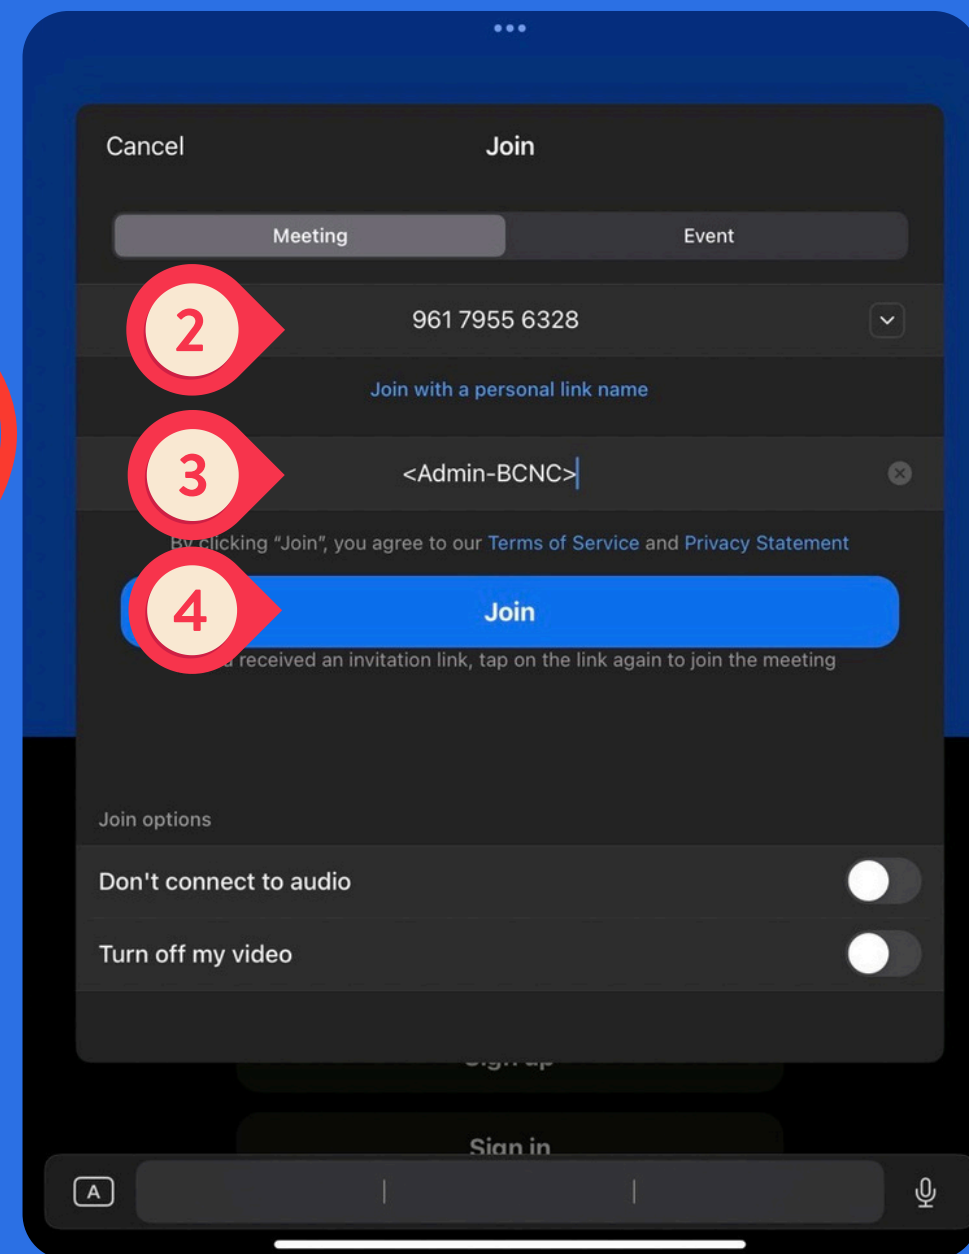 Cancel
Join
Meeting
Event
2
961 7955 6328
Join with a personal link name
3
<Admin-BCNC>
By clicking “Join”, you agree to our Terms of Service and Privacy Statement
4
Join
received an invitation link, tap on the link again to join the meeting
Join options
Don't connect to audio
Turn off my video
Sign up
Sign in
A